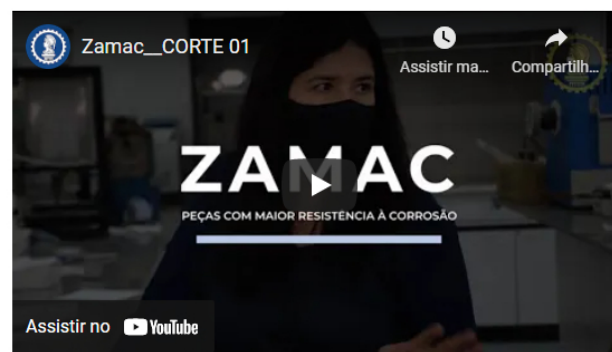 Zamac__CORTE 01
Assistir ma...
Compartilh...
ZAMAC
PEÇAS COM MAIOR RESISTÊNCIA À CORROSÃO
Assistir no YouTube